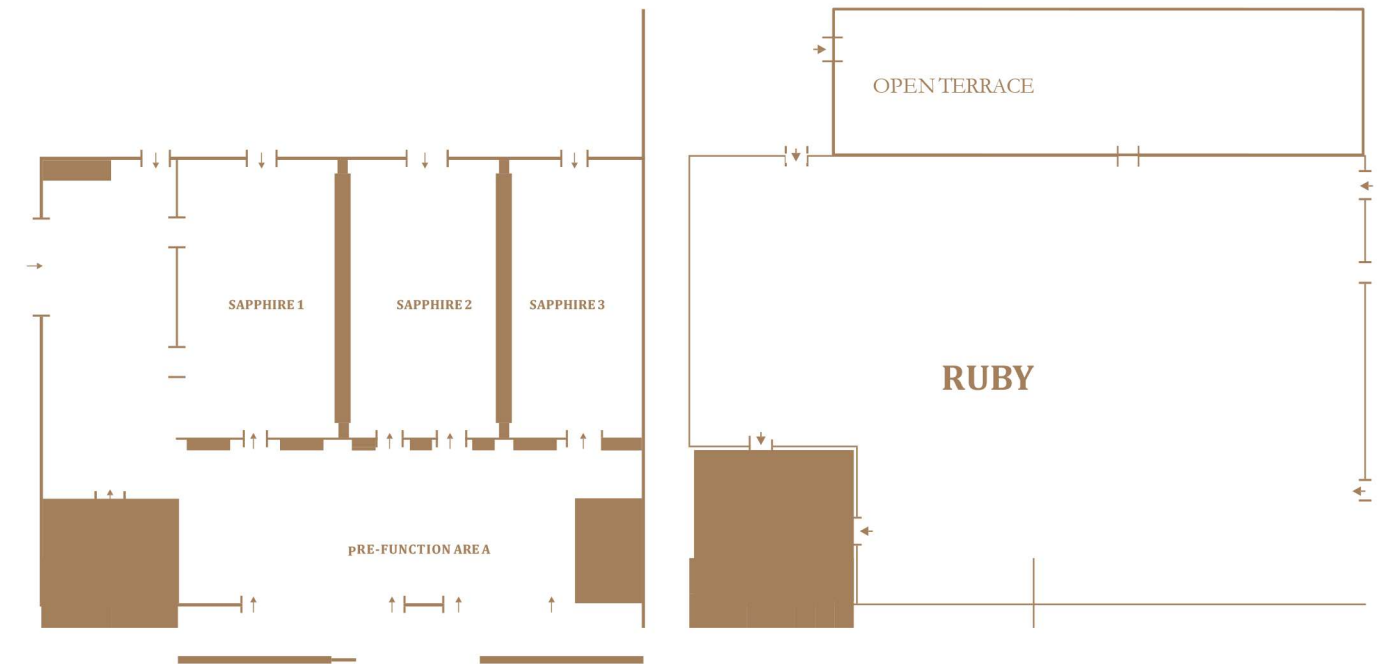 OPEN TERRACE
SAPPHIRE 1
SAPPHIRE 2
SAPPHIRE 3
RUBY
PRE-FUNCTION AREA